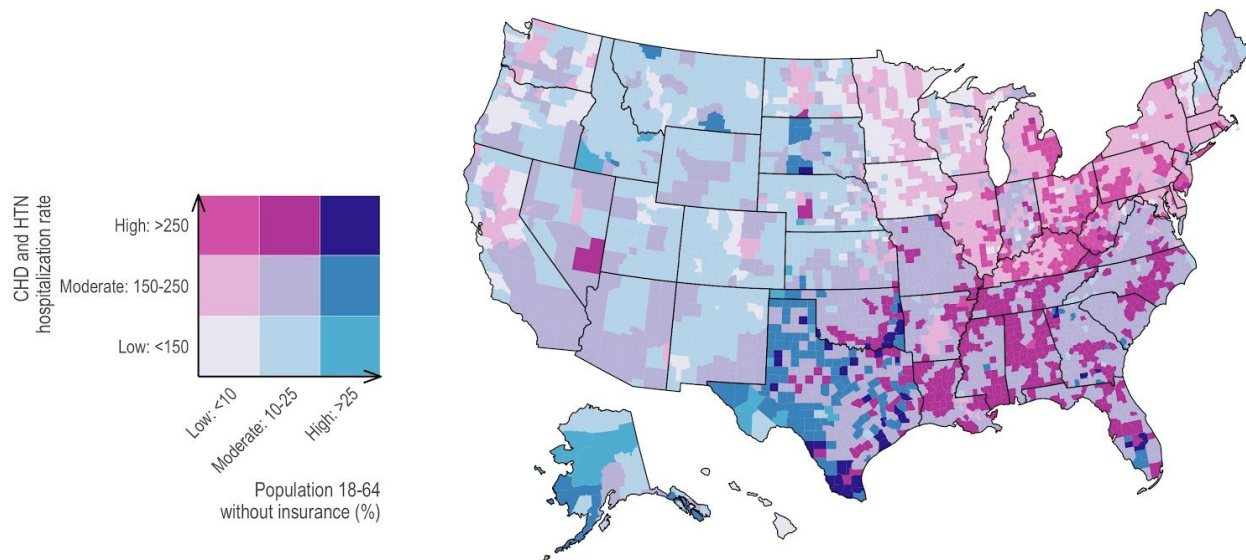 CHD and HTN
hospitalization rate
High: >250
Moderate: 150-250
Low: <150
Low: <10
Moderate: 10-25
High: >25
Population 18-64
without insurance (%)